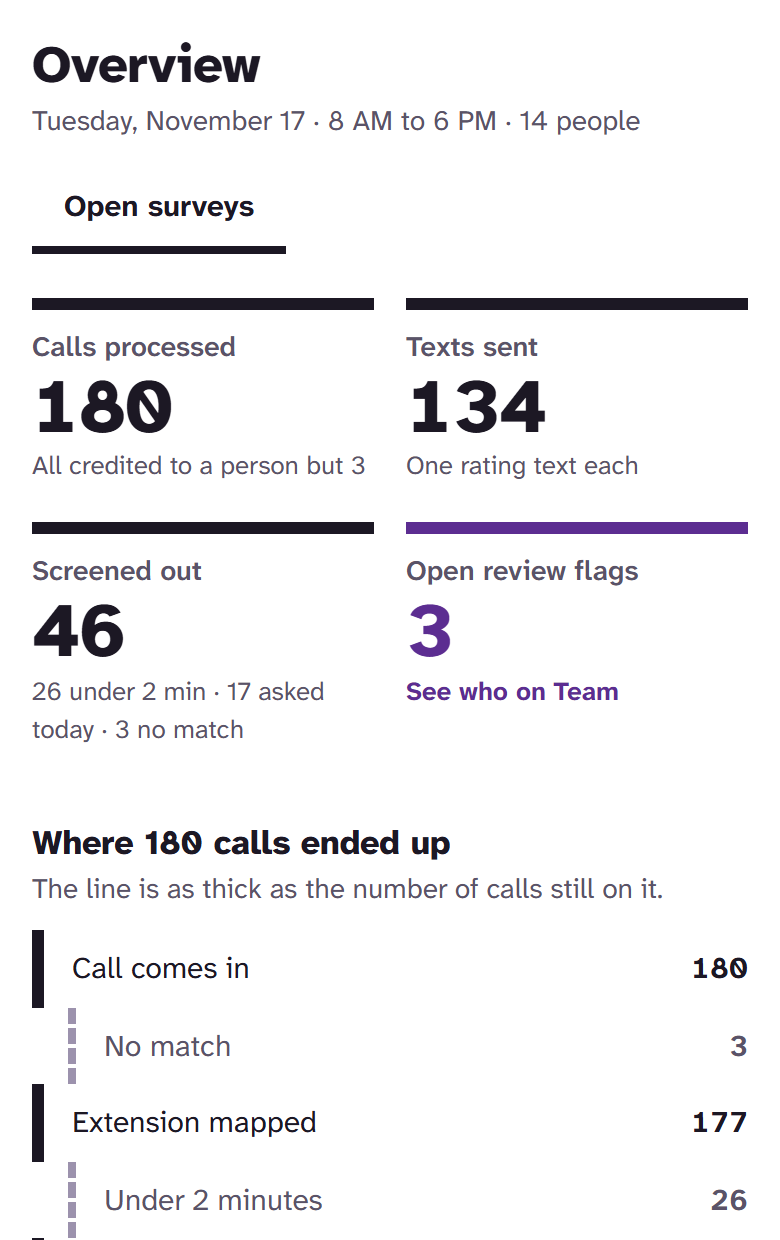 Overview
Tuesday, November 17 · 8 AM to 6 PM · 14 people
Open surveys
Calls processed
180
All credited to a person but 3
Texts sent
134
One rating text each
Screened out
46
26 under 2 min · 17 asked
today · 3 no match
Open review flags
3
See who on Team
Where 180 calls ended up
The line is as thick as the number of calls still on it.
Call comes in 180
No match 3
Extension mapped 177
Under 2 minutes 26